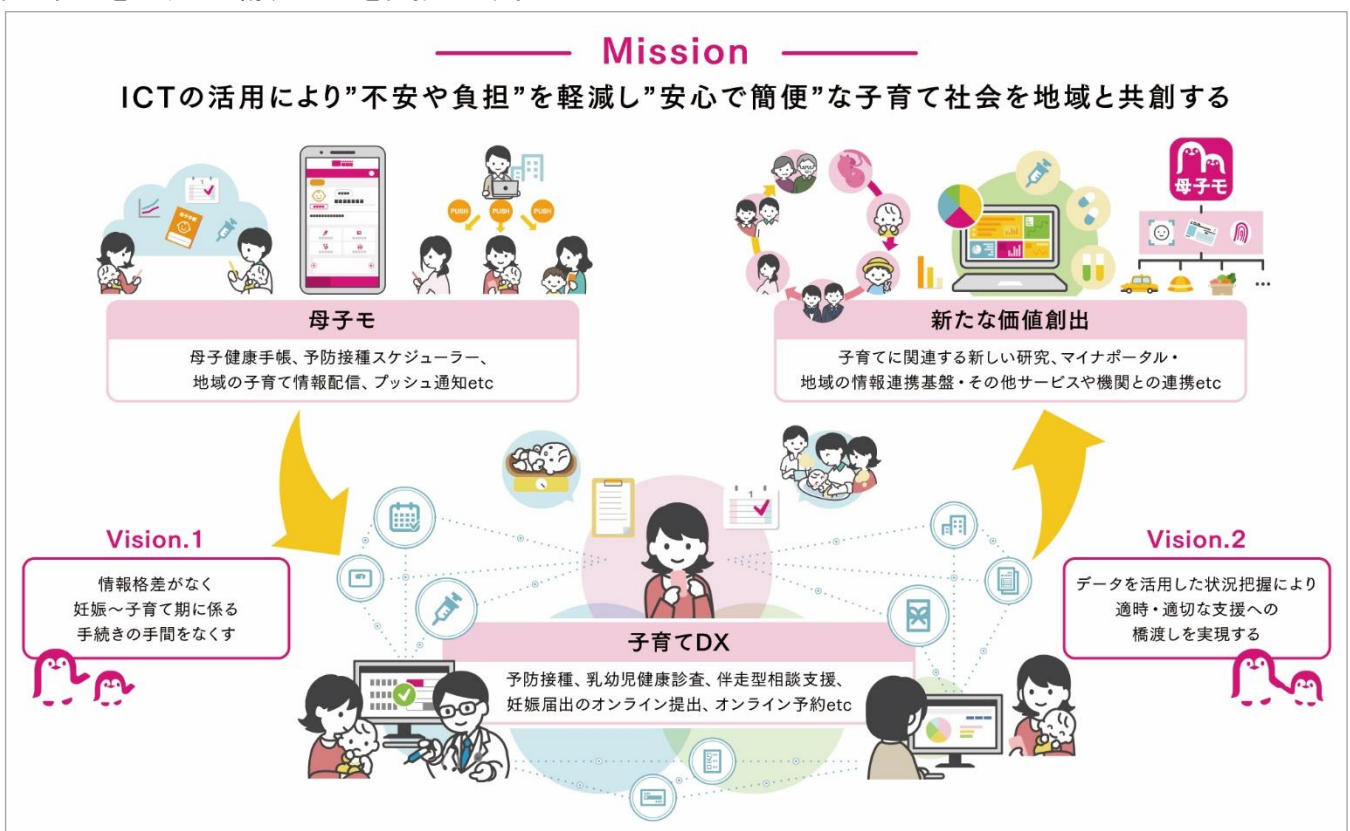 Mission
ICTの活用により”不安や負担”を軽減し”安心で簡便”な子育て社会を地域と共創する
母子手帳
1
PUSH
PUSH
PUSH
母子モ
母子健康手帳、予防接種スケジューラー、
地域の子育て情報配信、プッシュ通知etc
母子モ
...
新たな価値創出
子育てに関連する新しい研究、マイナポータル・
地域の情報連携基盤・その他サービスや機関との連携etc
1
Vision.1
情報格差がなく
妊娠〜子育て期に係る
手続きの手間をなくす
Vision.2
データを活用した状況把握により
適時・適切な支援への
橋渡しを実現する
子育てDX
予防接種、乳幼児健康診査、伴走型相談支援、
妊娠届出のオンライン提出、オンライン予約etc